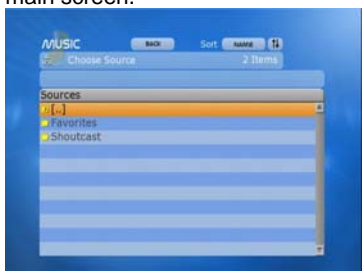 main screen.
MUSIC BACK Sort NAME
Choose Source 2 Items
Sources
[..]
Favorites
Shoutcast